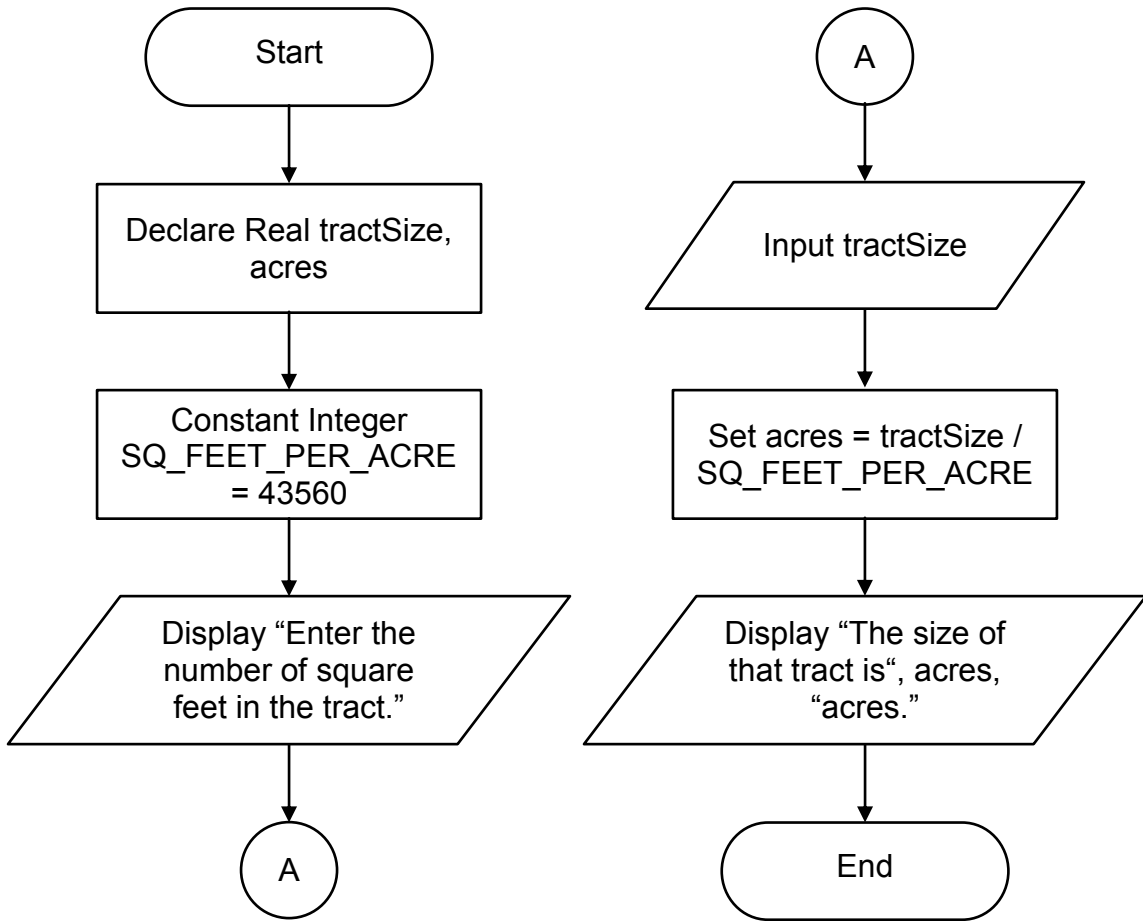 Start
Declare Real tractSize,
acres
Constant Integer
SQ_FEET_PER_ACRE
= 43560
Display “Enter the
number of square
feet in the tract.”
A
A
Input tractSize
Set acres = tractSize /
SQ_FEET_PER_ACRE
Display “The size of
that tract is“, acres,
“acres.”
End